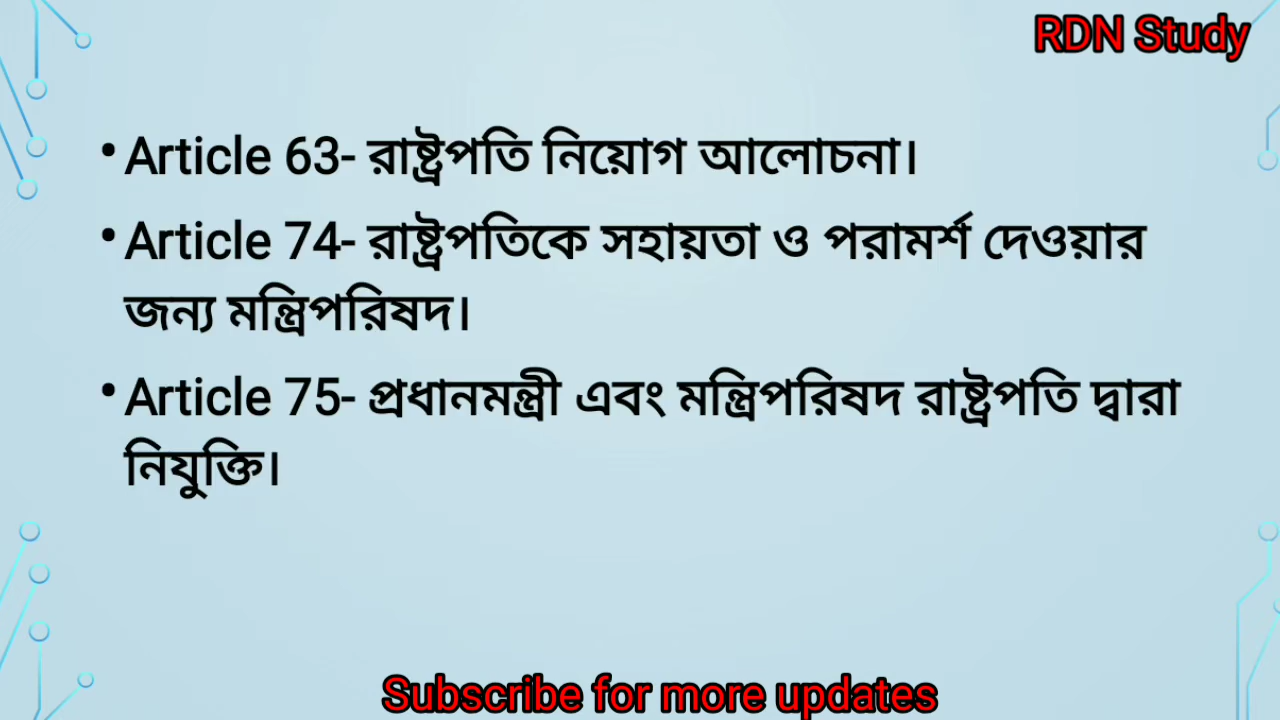 RDN Study
• Article 63- রাষ্ট্রপতি নিয়োগ আলোচনা।
• Article 74- রাষ্ট্রপতিকে সহায়তা ও পরামর্শ দেওয়ার
জন্য মন্ত্রিপরিষদ।
• Article 75- প্রধানমন্ত্রী এবং মন্ত্রিপরিষদ রাষ্ট্রপতি দ্বারা
নিযুক্তি।
Subscribe for more updates